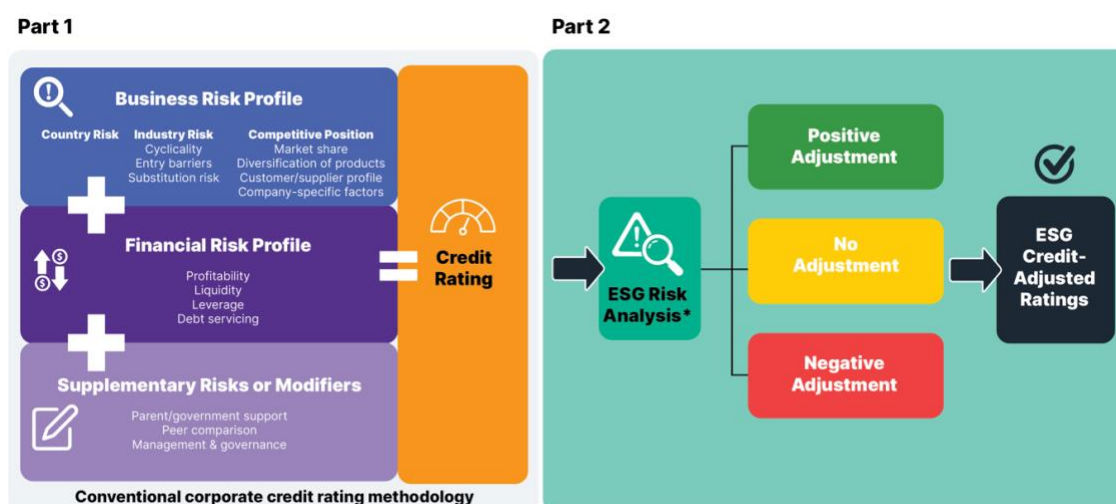 Part 1
Business Risk Profile
Country Risk
Industry Risk
Cyclicality
Entry barriers
Substitution risk
Competitive Position
Market share
Diversification of products
Customer/supplier profile
Company-specific factors
Financial Risk Profile
Profitability
Liquidity
Leverage
Debt servicing
Supplementary Risks or Modifiers
Parent/government support
Peer comparison
Management & governance
Credit
Rating
Conventional corporate credit rating methodology
Part 2
ESG Risk
Analysis*
Positive
Adjustment
No
Adjustment
Negative
Adjustment
ESG
Credit-
Adjusted
Ratings